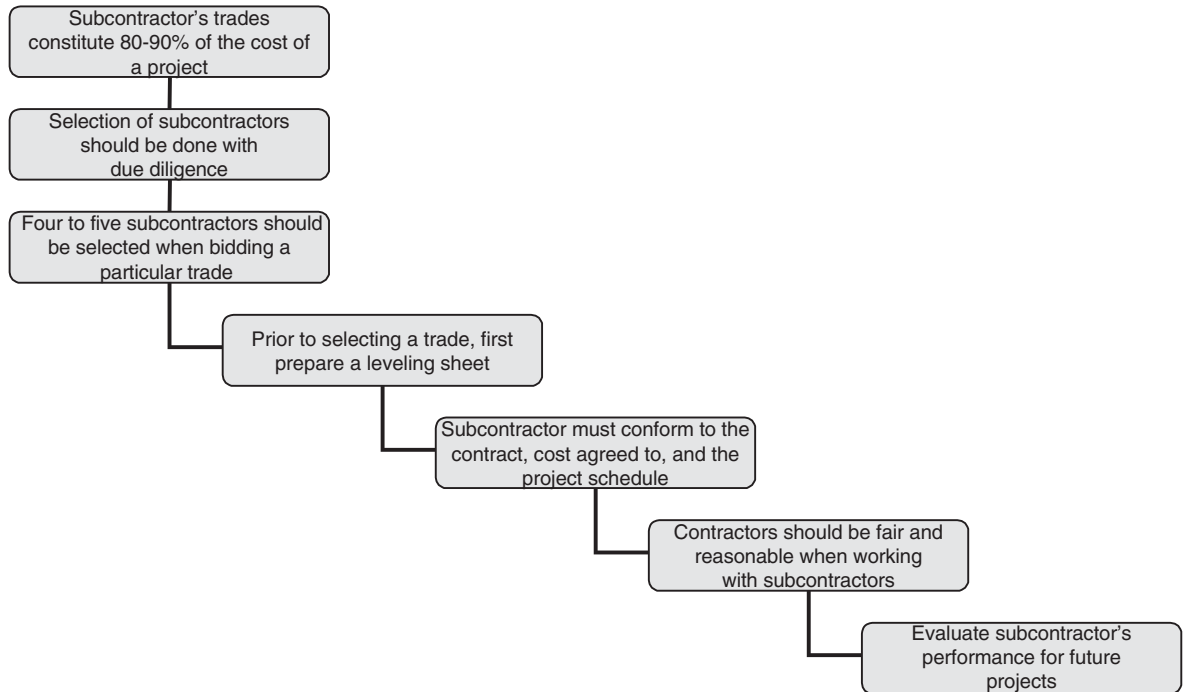 Subcontractor's trades
constitute 80-90% of the cost of
a project
Selection of subcontractors
should be done with
due diligence
Four to five subcontractors should
be selected when bidding a
particular trade
Prior to selecting a trade, first
prepare a leveling sheet
Subcontractor must conform to the
contract, cost agreed to, and the
project schedule
Contractors should be fair and
reasonable when working
with subcontractors
Evaluate subcontractor's
performance for future
projects